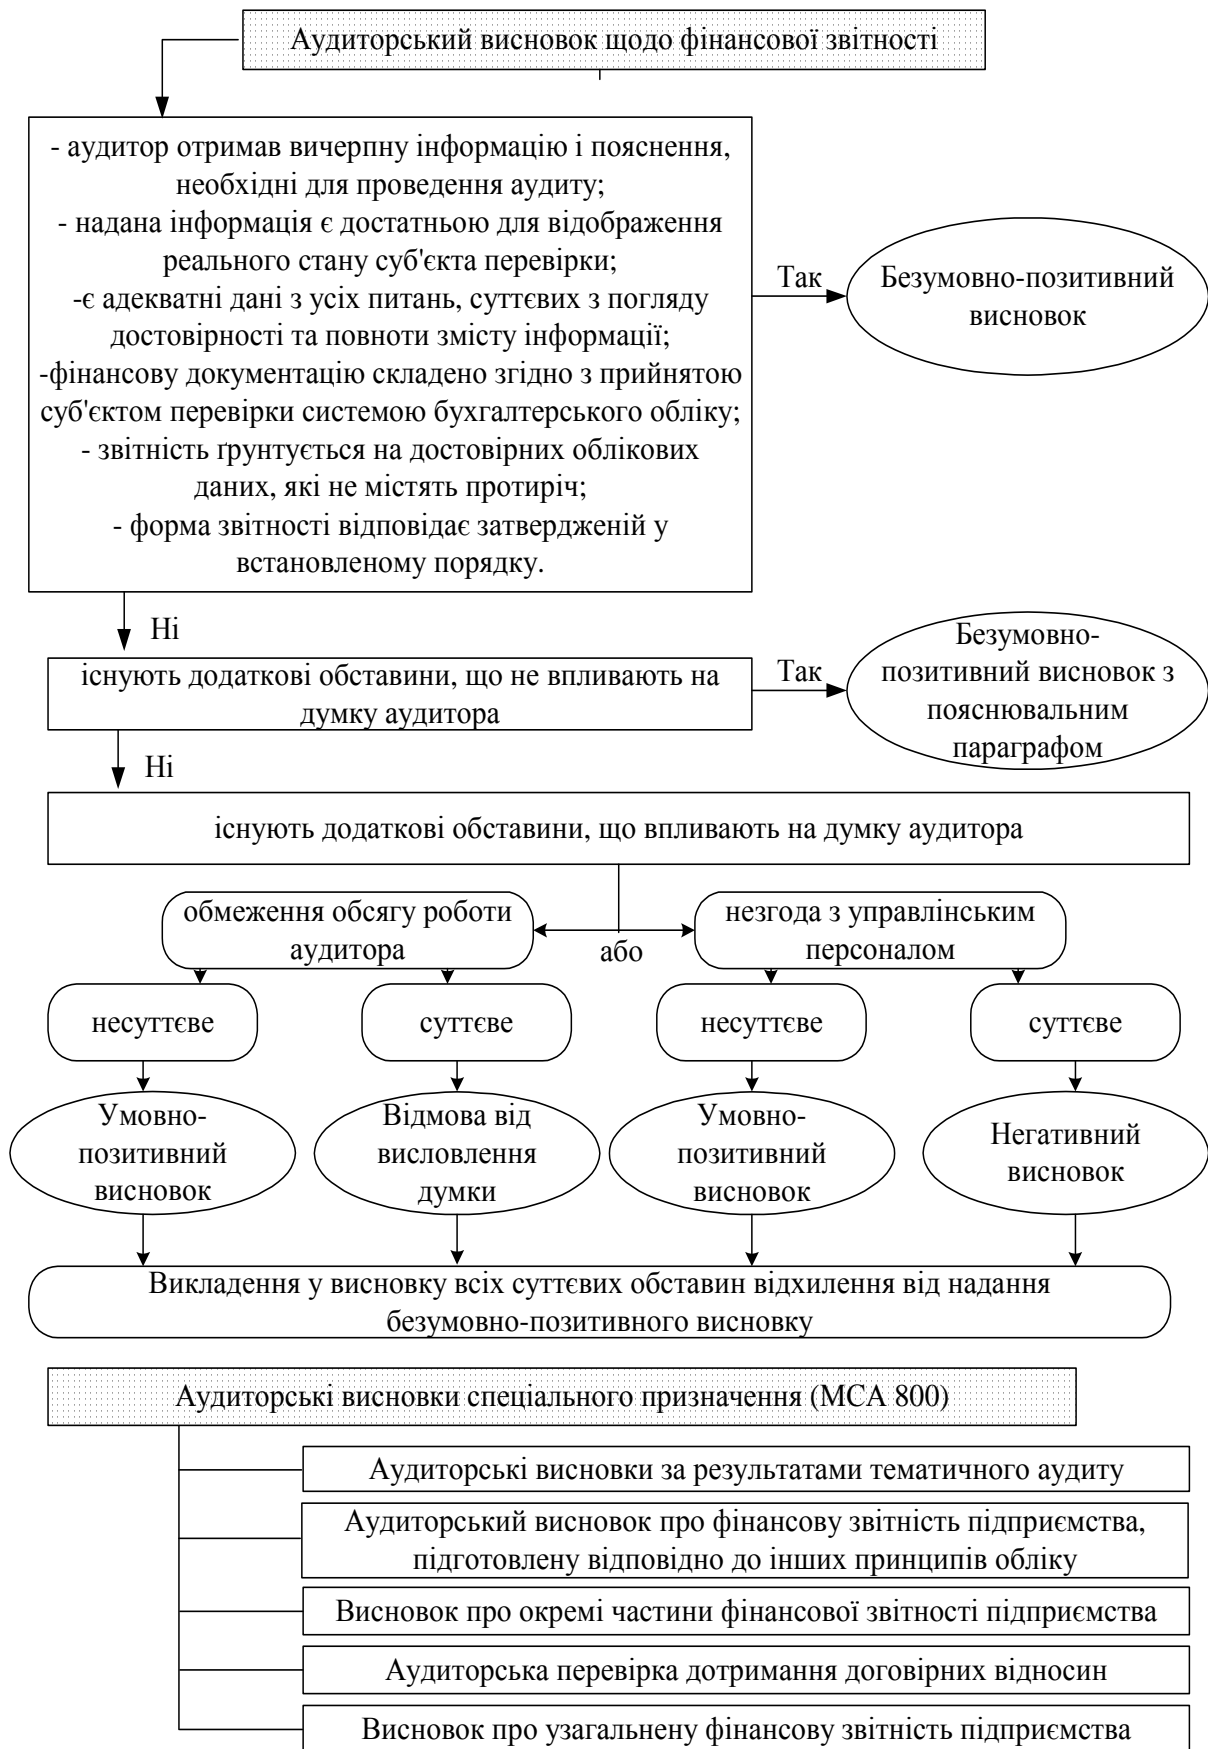 Аудиторський висновок щодо фінансової звітності
- аудитор отримав вичерпну інформацію і пояснення,
необхідні для проведення аудиту;
- надана інформація є достатньою для відображення
реального стану суб'єкта перевірки;
-є адекватні дані з усіх питань, суттєвих з погляду
достовірності та повноти змісту інформації;
-фінансову документацію складено згідно з прийнятою
суб'єктом перевірки системою бухгалтерського обліку;
- звітність ґрунтується на достовірних облікових
даних, які не містять протиріч;
- форма звітності відповідає затвердженій у
встановленому порядку.
Так
Безумовно-позитивний
висновок
Ні
існують додаткові обставини, що не впливають на
думку аудитора
Так
Безумовно-
позитивний висновок з
пояснювальним
параграфом
Ні
існують додаткові обставини, що впливають на думку аудитора
обмеження обсягу роботи
аудитора
або
незгода з управлінським
персоналом
несуттєве
суттєве
несуттєве
суттєве
Умовно-
позитивний
висновок
Відмова від
висловлення
думки
Умовно-
позитивний
висновок
Негативний
висновок
Викладення у висновку всіх суттєвих обставин відхилення від надання
безумовно-позитивного висновку
Аудиторські висновки спеціального призначення (МСА 800)
Аудиторські висновки за результатами тематичного аудиту
Аудиторський висновок про фінансову звітність підприємства,
підготовлену відповідно до інших принципів обліку
Висновок про окремі частини фінансової звітності підприємства
Аудиторська перевірка дотримання договірних відносин
Висновок про узагальнену фінансову звітність підприємства